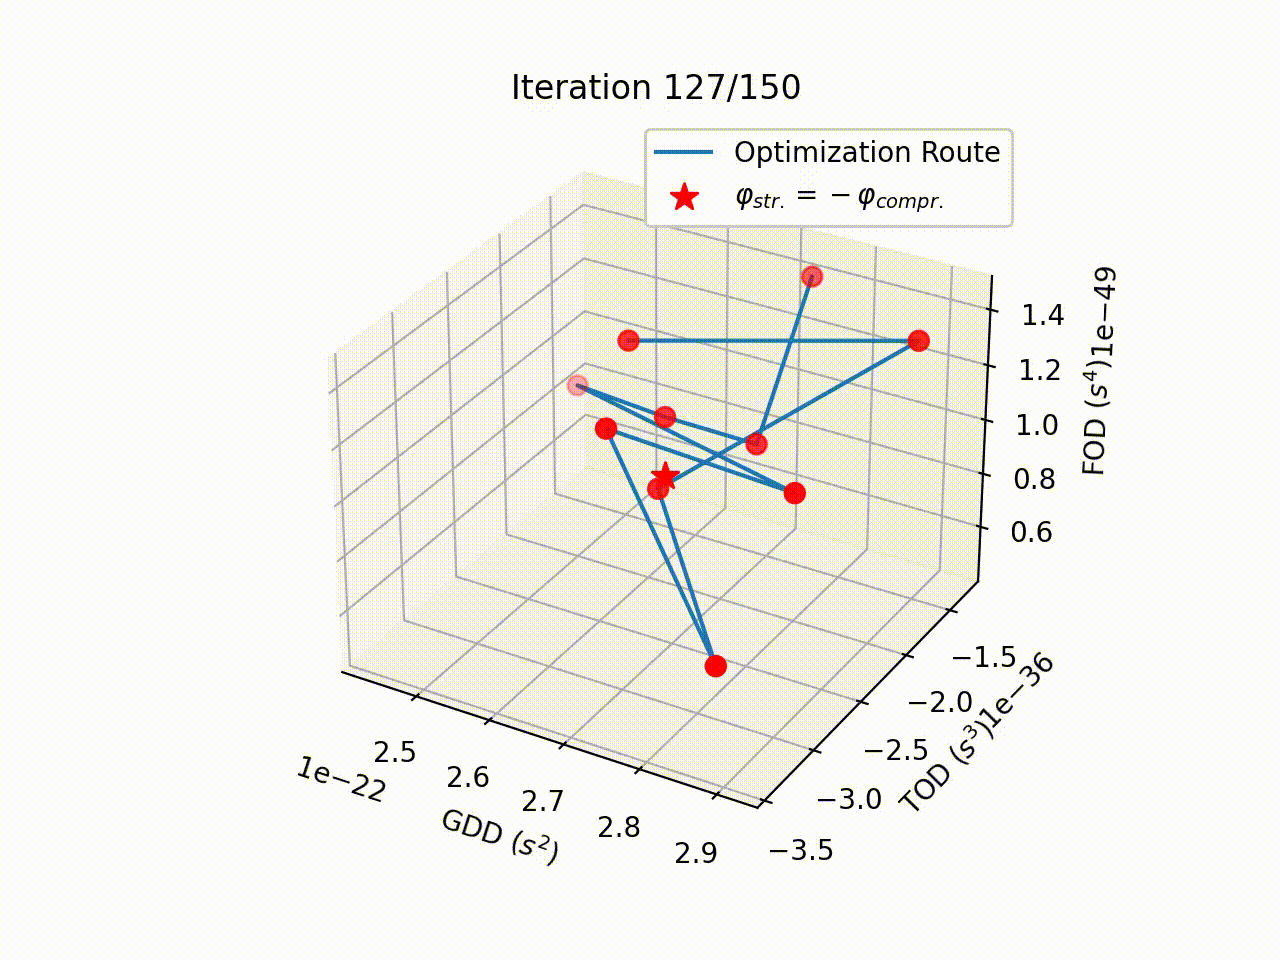 Iteration 127/150
Optimization Route
φstr. = −φcompr.
1.4
1.2
1.0
0.8
0.6
FOD (s⁴)1e−49
−1.5
−2.0
−2.5
−3.0
−3.5
TOD (s³)1e−36
2.5
2.6
2.7
2.8
2.9
1e−22
GDD (s²)